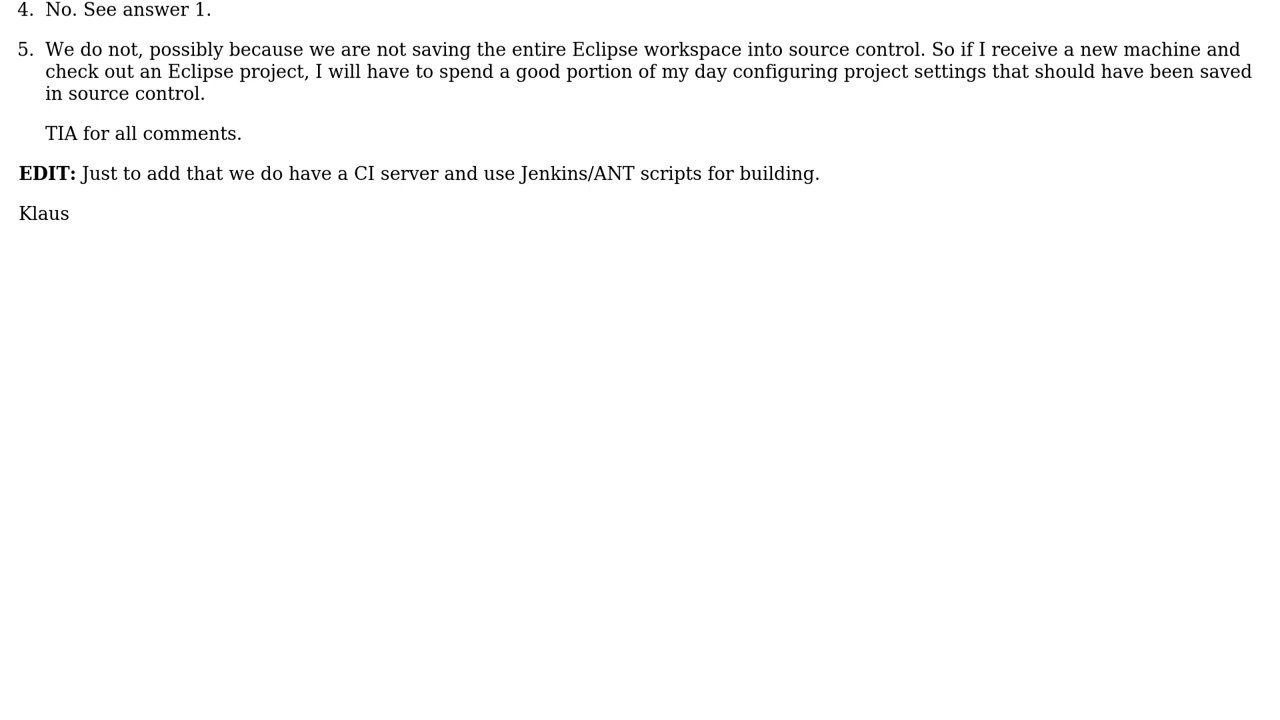 4. No. See answer 1.
5. We do not, possibly because we are not saving the entire Eclipse workspace into source control. So if I receive a new machine and
check out an Eclipse project, I will have to spend a good portion of my day configuring project settings that should have been saved
in source control.
TIA for all comments.
EDIT: Just to add that we do have a CI server and use Jenkins/ANT scripts for building.
Klaus